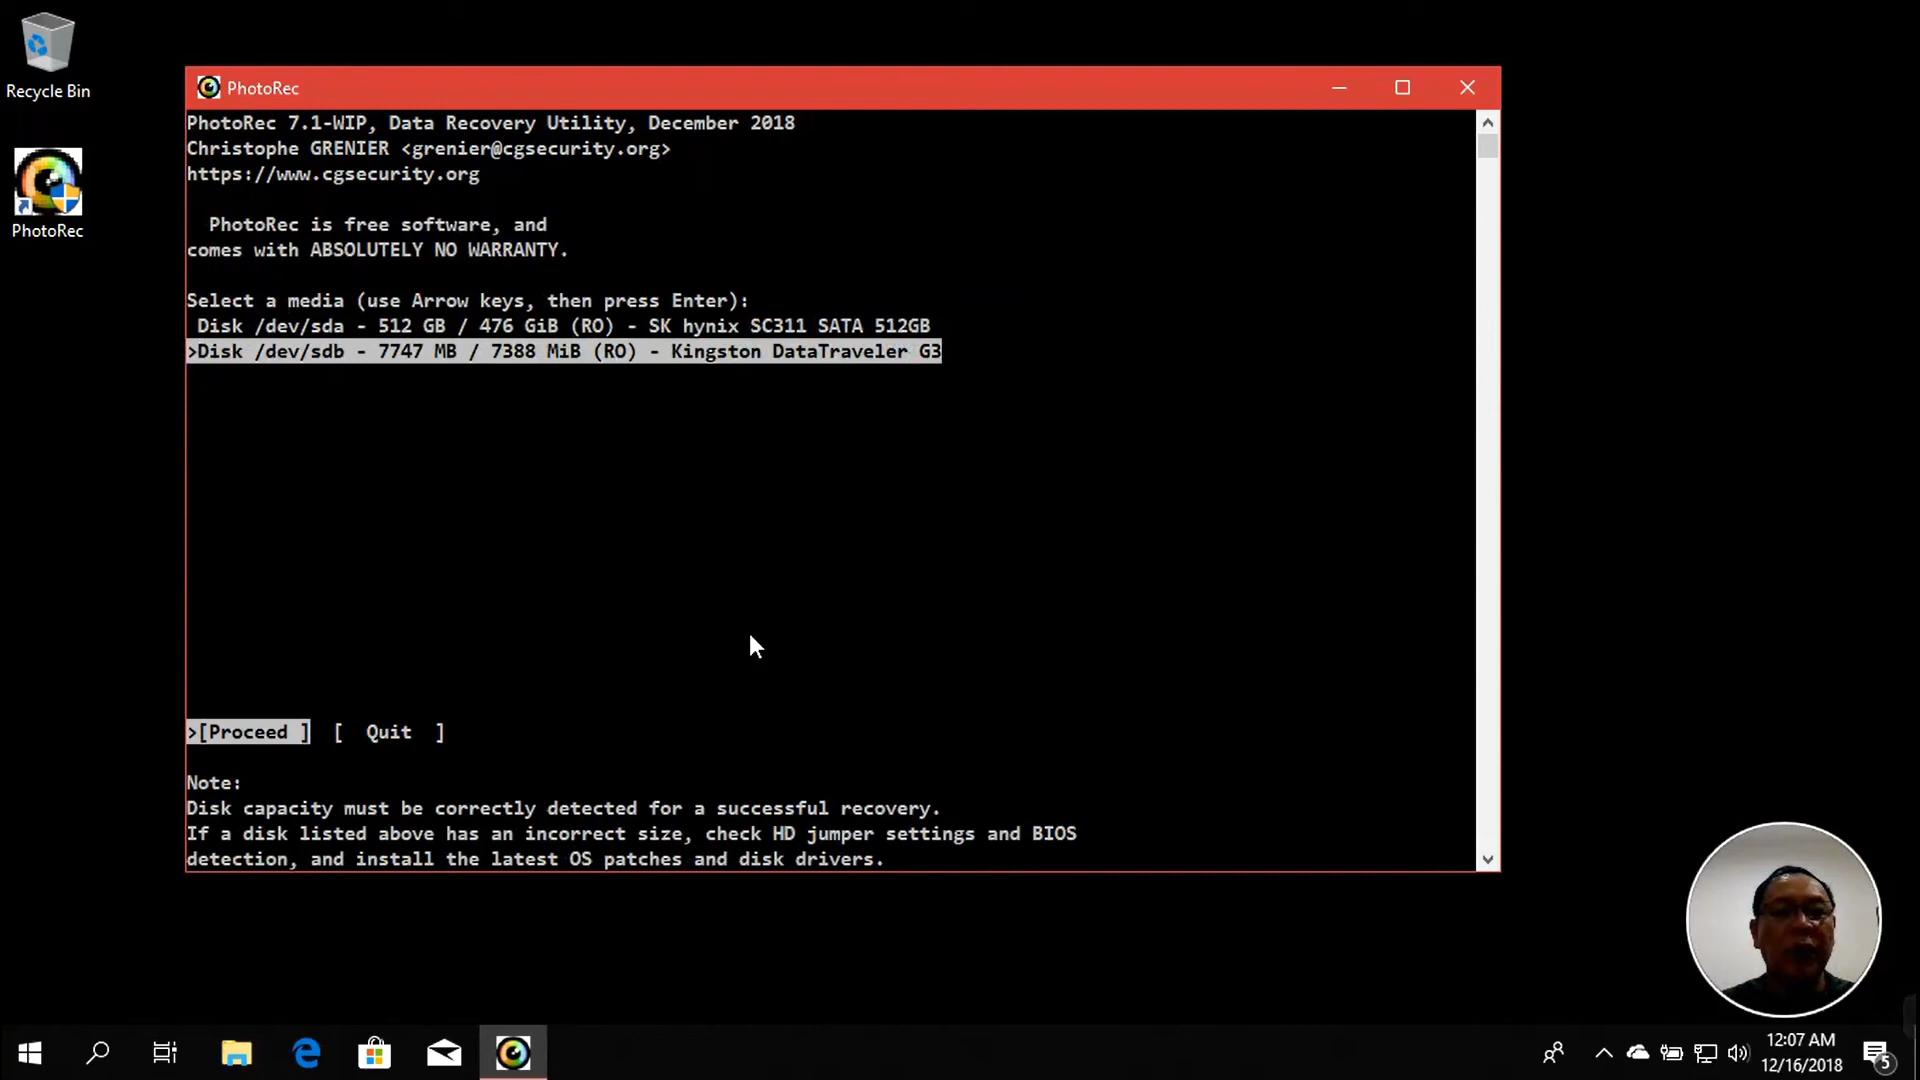 Recycle Bin
PhotoRec
PhotoRec
PhotoRec 7.1-WIP, Data Recovery Utility, December 2018
Christophe GRENIER <grenier@cgsecurity.org>
https://www.cgsecurity.org
PhotoRec is free software, and
comes with ABSOLUTELY NO WARRANTY.
Select a media (use Arrow keys, then press Enter):
Disk /dev/sda - 512 GB / 476 GiB (RO) - SK hynix SC311 SATA 512GB
>Disk /dev/sdb - 7747 MB / 7388 MiB (RO) - Kingston DataTraveler G3
>[Proceed ]  [  Quit  ]
Note:
Disk capacity must be correctly detected for a successful recovery.
If a disk listed above has an incorrect size, check HD jumper settings and BIOS
detection, and install the latest OS patches and disk drivers.
12:07 AM
12/16/2018
5